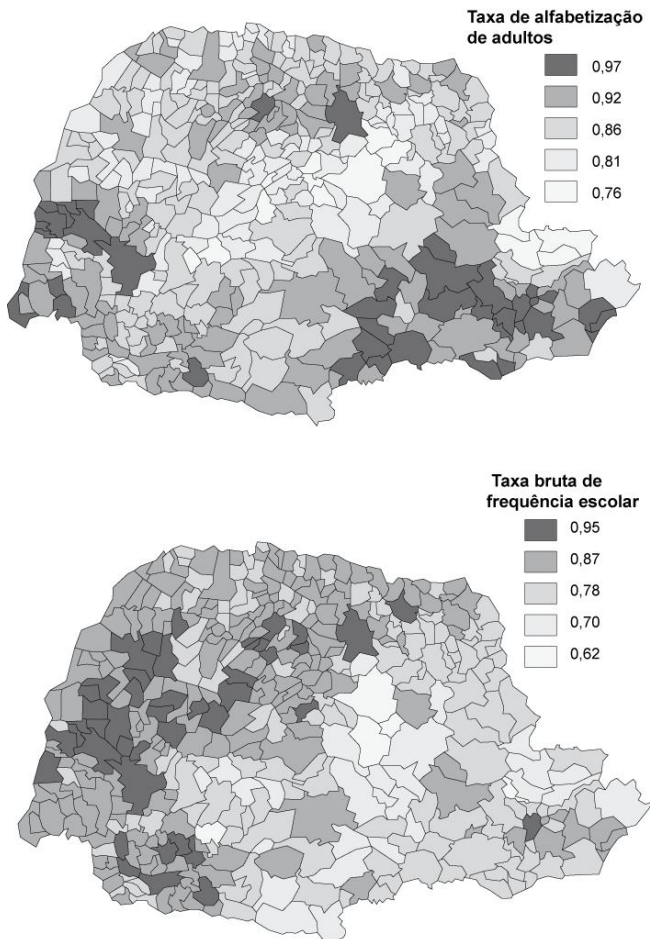 Taxa de alfabetização
de adultos
0,97
0,92
0,86
0,81
0,76
Taxa bruta de
frequência escolar
0,95
0,87
0,78
0,70
0,62